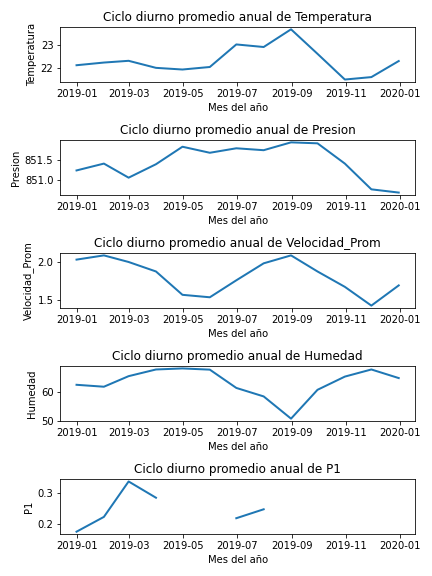 Ciclo diurno promedio anual de Temperatura
Temperatura
23
22
2019-01 2019-03 2019-05 2019-07 2019-09 2019-11 2020-01
Mes del año
Ciclo diurno promedio anual de Presion
Presion
851.5
851.0
2019-01 2019-03 2019-05 2019-07 2019-09 2019-11 2020-01
Mes del año
Ciclo diurno promedio anual de Velocidad_Prom
Velocidad_Prom
2.0
1.5
2019-01 2019-03 2019-05 2019-07 2019-09 2019-11 2020-01
Mes del año
Ciclo diurno promedio anual de Humedad
Humedad
60
50
2019-01 2019-03 2019-05 2019-07 2019-09 2019-11 2020-01
Mes del año
Ciclo diurno promedio anual de P1
P1
0.3
0.2
2019-01 2019-03 2019-05 2019-07 2019-09 2019-11 2020-01
Mes del año